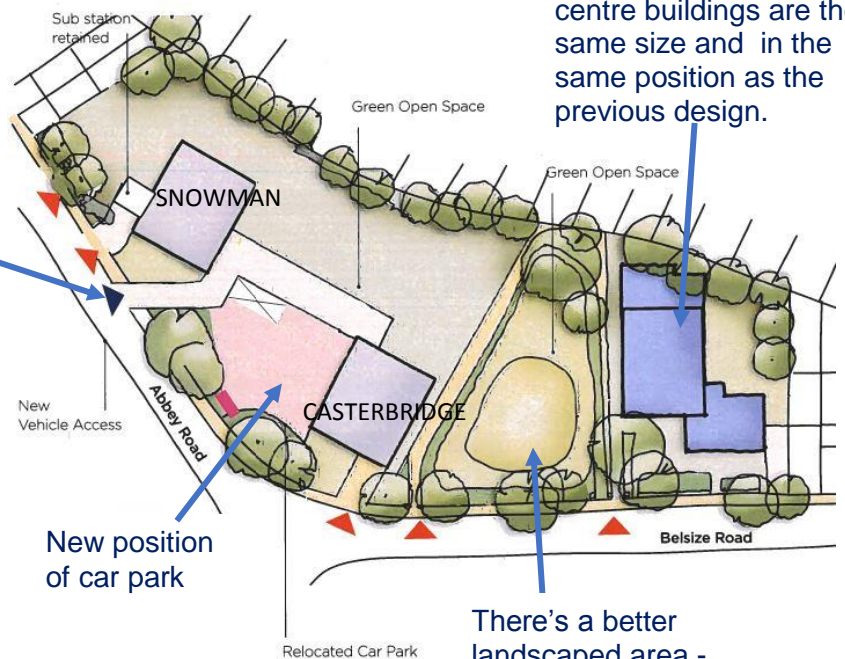 Sub station
retained
centre buildings are the
same size and in the
same position as the
previous design.
Green Open Space
Green Open Space
SNOWMAN
New
Vehicle Access
Abbey Road
CASTERBRIDGE
New position
of car park
Belsize Road
Relocated Car Park
There's a better
landscaped area -